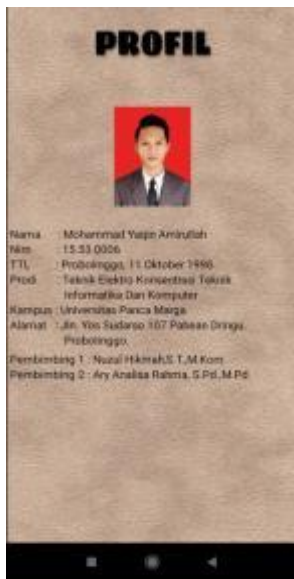 PROFIL
Nama : Mohammad Yaqin Amirullah
Nim : 15.53.0006
TTL : Probolinggo, 11 Oktober 1996
Prodi : Teknik Elektro Konsentrasi Teknik
Informatika Dan Komputer
Kampus : Universitas Panca Marga
Alamat : Jln. Yos Sudarso 107 Pabean Dringu,
Probolinggo.
Pembimbing 1 : Nuzul Hikmah,S.T.,M.Kom
Pembimbing 2 : Ary Analisa Rahma, S.Pd.,M.Pd